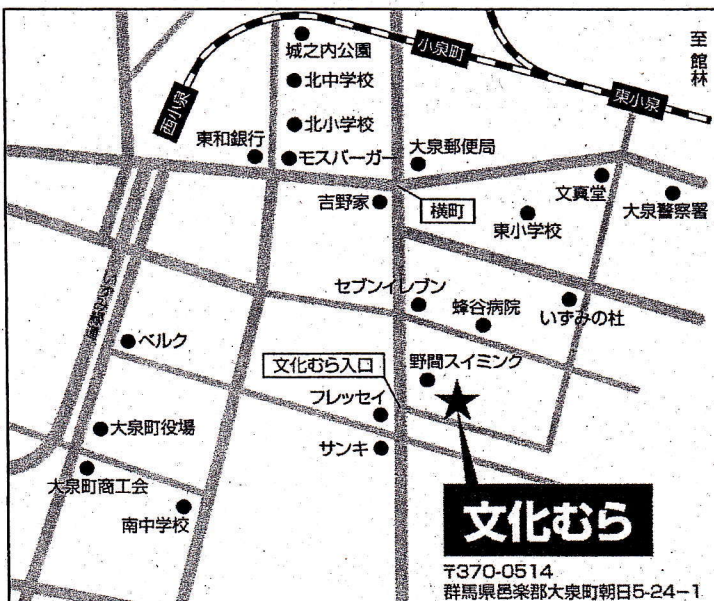 至館林
城之内公園
小泉町
北中学校
東小泉
西小泉
北小学校
東和銀行
モスバーガー
大泉郵便局
文真堂
吉野家
横町
東小学校
大泉警察署
セブンイレブン
蜂谷病院
いずみの杜
いずみ緑道
ベルク
文化むら入口
野間スイミング
フレッセイ
大泉町役場
サンキ
大泉町商工会
南中学校
文化むら
〒370-0514
群馬県邑楽郡大泉町朝日5-24-1